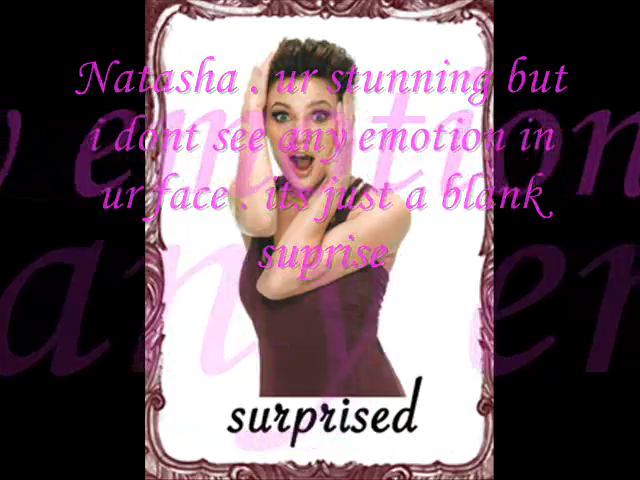 Natasha . ur stunning but
i dont see any emotion in
ur face . its just a blank
suprise
surprised